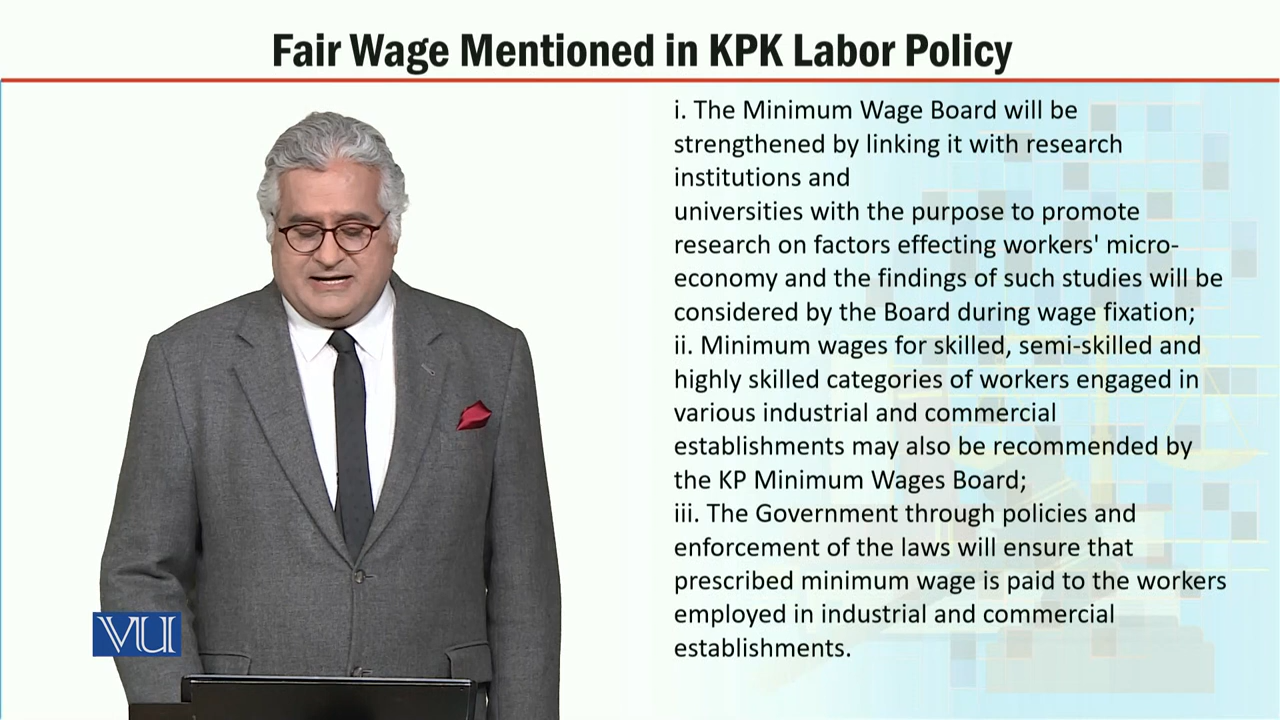 Fair Wage Mentioned in KPK Labor Policy
i. The Minimum Wage Board will be
strengthened by linking it with research
institutions and
universities with the purpose to promote
research on factors effecting workers' micro-
economy and the findings of such studies will be
considered by the Board during wage fixation;
ii. Minimum wages for skilled, semi-skilled and
highly skilled categories of workers engaged in
various industrial and commercial
establishments may also be recommended by
the KP Minimum Wages Board;
iii. The Government through policies and
enforcement of the laws will ensure that
prescribed minimum wage is paid to the workers
employed in industrial and commercial
establishments.
VU